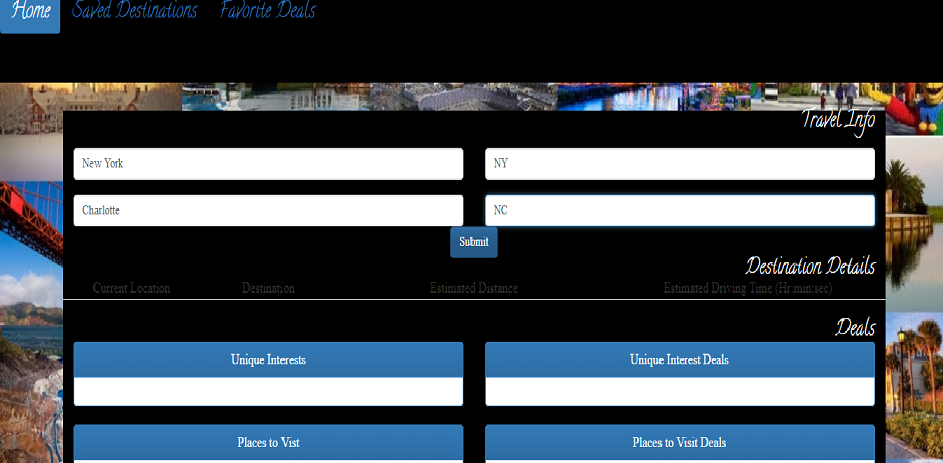 Home Saved Destinations Favorite Deals
Travel Info
New York NY
Charlotte NC
Submit
Destination Details
Current Location Destination Estimated Distance Estimated Driving Time (Hr:min:sec)
Deals
Unique Interests Unique Interest Deals
Places to Vist Places to Visit Deals